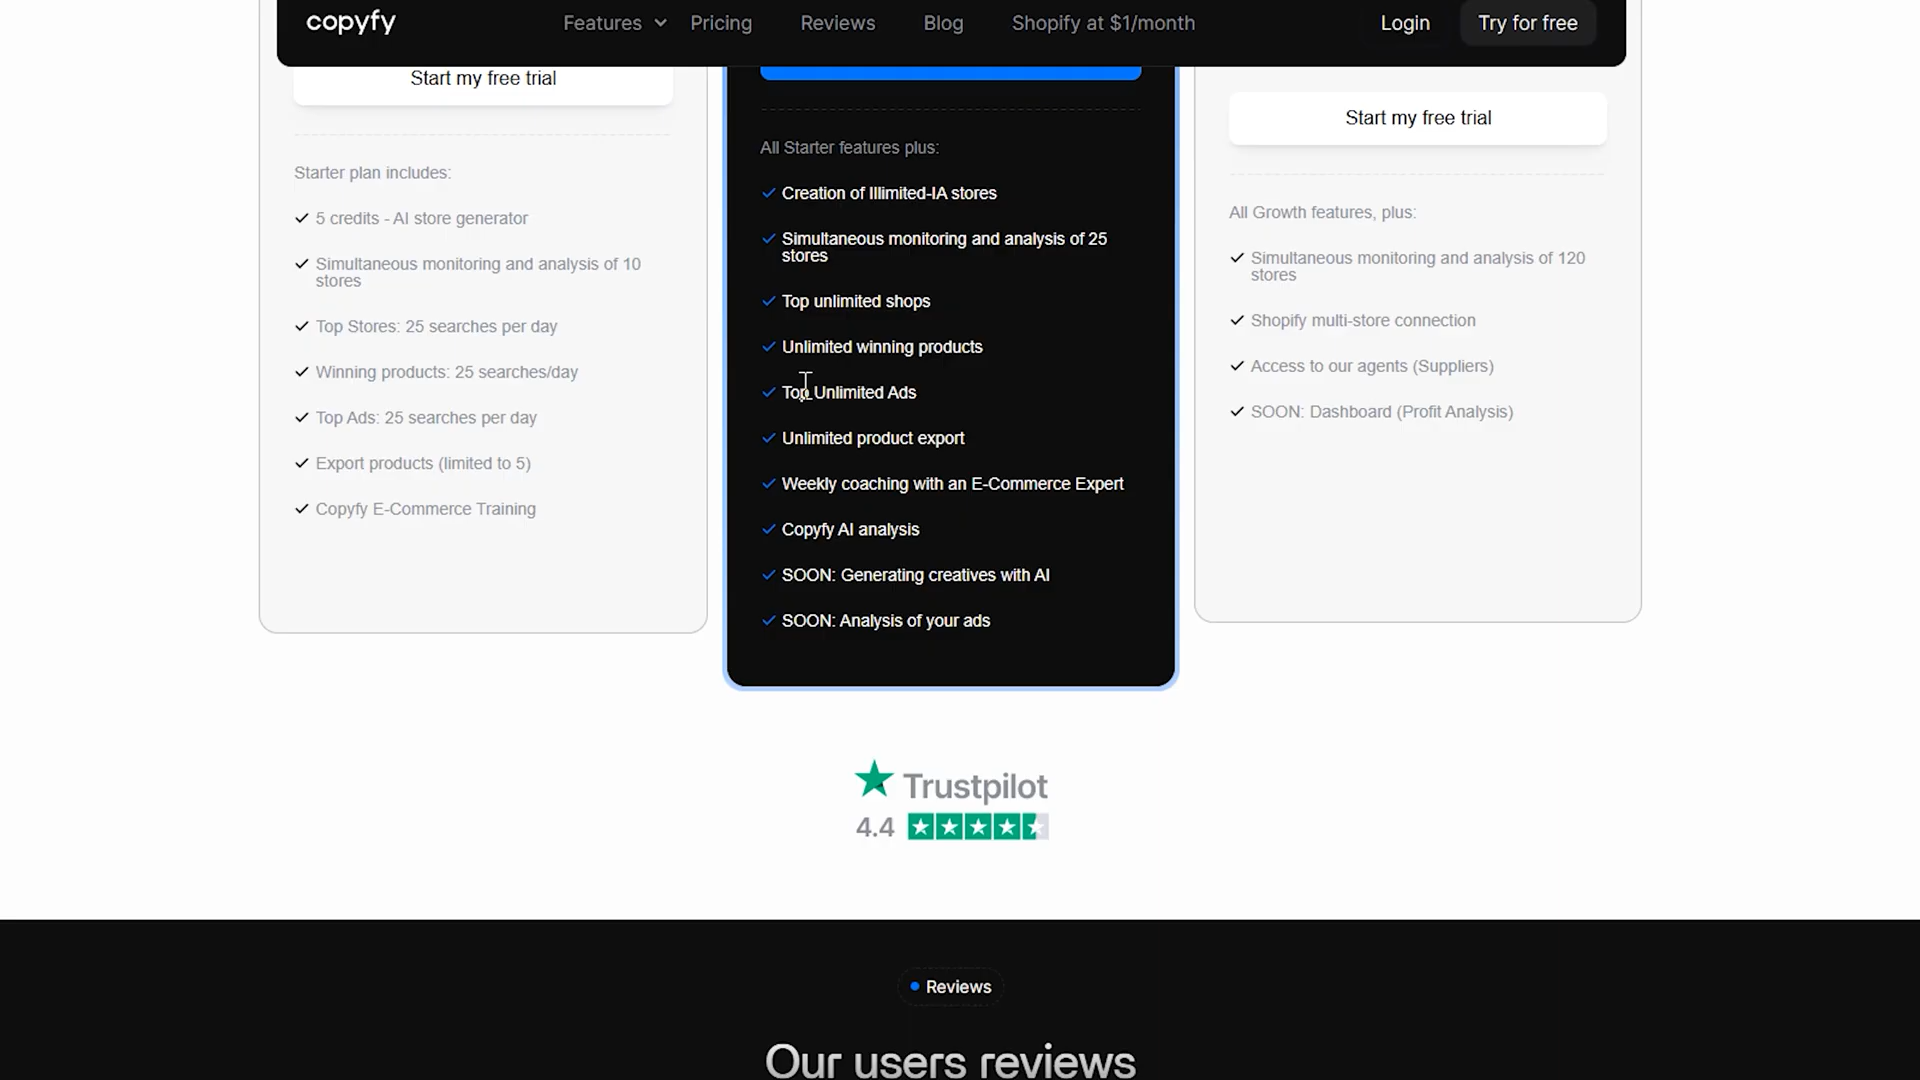 copyfy
Features
Pricing
Reviews
Blog
Shopify at $1/month
Login
Try for free
Start my free trial
Starter plan includes:
5 credits - AI store generator
Simultaneous monitoring and analysis of 10
stores
Top Stores: 25 searches per day
Winning products: 25 searches/day
Top Ads: 25 searches per day
Export products (limited to 5)
Copyfy E-Commerce Training
All Starter features plus:
Creation of Illimited-IA stores
Simultaneous monitoring and analysis of 25
stores
Top unlimited shops
Unlimited winning products
Top Unlimited Ads
Unlimited product export
Weekly coaching with an E-Commerce Expert
Copyfy AI analysis
SOON: Generating creatives with AI
SOON: Analysis of your ads
Start my free trial
All Growth features, plus:
Simultaneous monitoring and analysis of 120
stores
Shopify multi-store connection
Access to our agents (Suppliers)
SOON: Dashboard (Profit Analysis)
Trustpilot
4.4
Reviews
Our users reviews